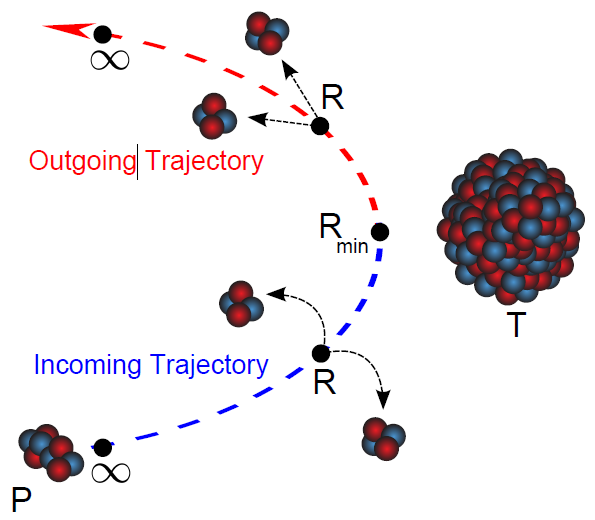 ∞
R
Outgoing Trajectory
R min
T
Incoming Trajectory
R
∞
P